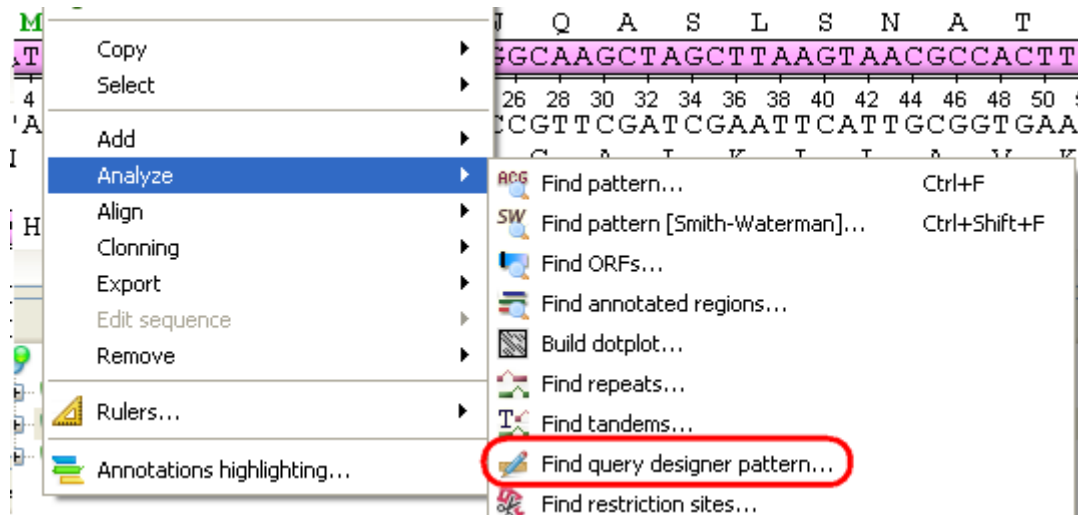 M Q A S L S N A T
T GGCAAGCTAGCTTAAGTAACGCCACTT
4 26 28 30 32 34 36 38 40 42 44 46 48 50
A CCGTTCGATCGAATTCATTGCGGTGAA
H
Copy
Select
Add
Analyze
Align
Clonning
Export
Edit sequence
Remove
Rulers...
Annotations highlighting...
ACG Find pattern... Ctrl+F
SW Find pattern [Smith-Waterman]... Ctrl+Shift+F
Find ORFs...
Find annotated regions...
Build dotplot...
Find repeats...
T Find tandems...
Find query designer pattern...
Find restriction sites...